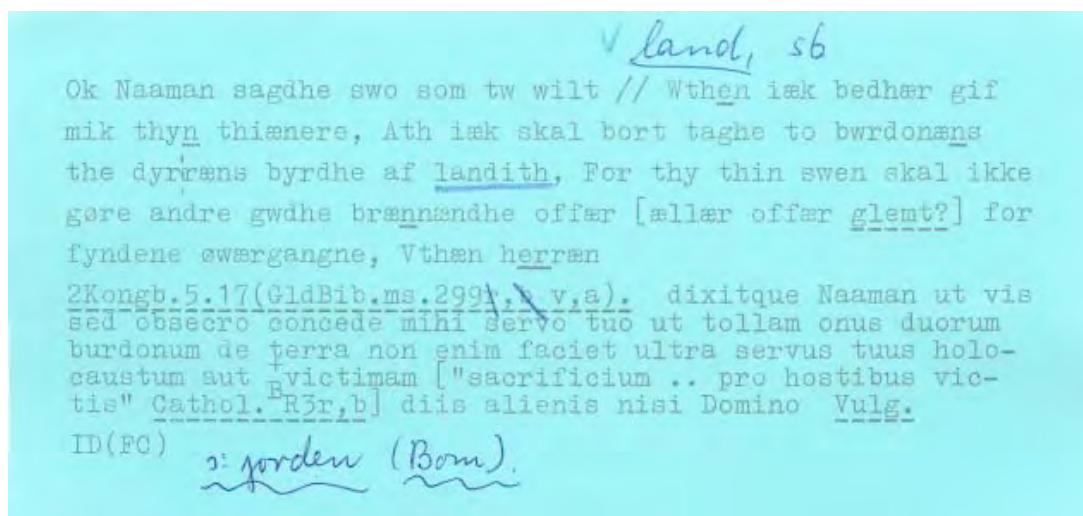 √ land, sb
Ok Naaman sagdhe swo som tw wilt // Wthen iæk bedhær gif
mik thyn thiænere, Ath iæk skal bort taghe to bwrdonæns
the dyrræns byrdhe af landith, For thy thin swen skal ikke
gøre andre gwdhe brænnændhe offær [ællær offær glemt?] for
fyndene øwærgangne, Vthæn herræn
2Kongb.5.17(GldBib.ms.299 v,a). dixitque Naaman ut vis
sed obsecro concede mihi servo tuo ut tollam onus duorum
burdonum de terra non enim faciet ultra servus tuus holo-
caustum aut victimam ["sacrificium .. pro hostibus vic-
tis" Cathol. R3r,b] diis alienis nisi Domino Vulg.
ID(FC)
ɔ: jorden (Bom).